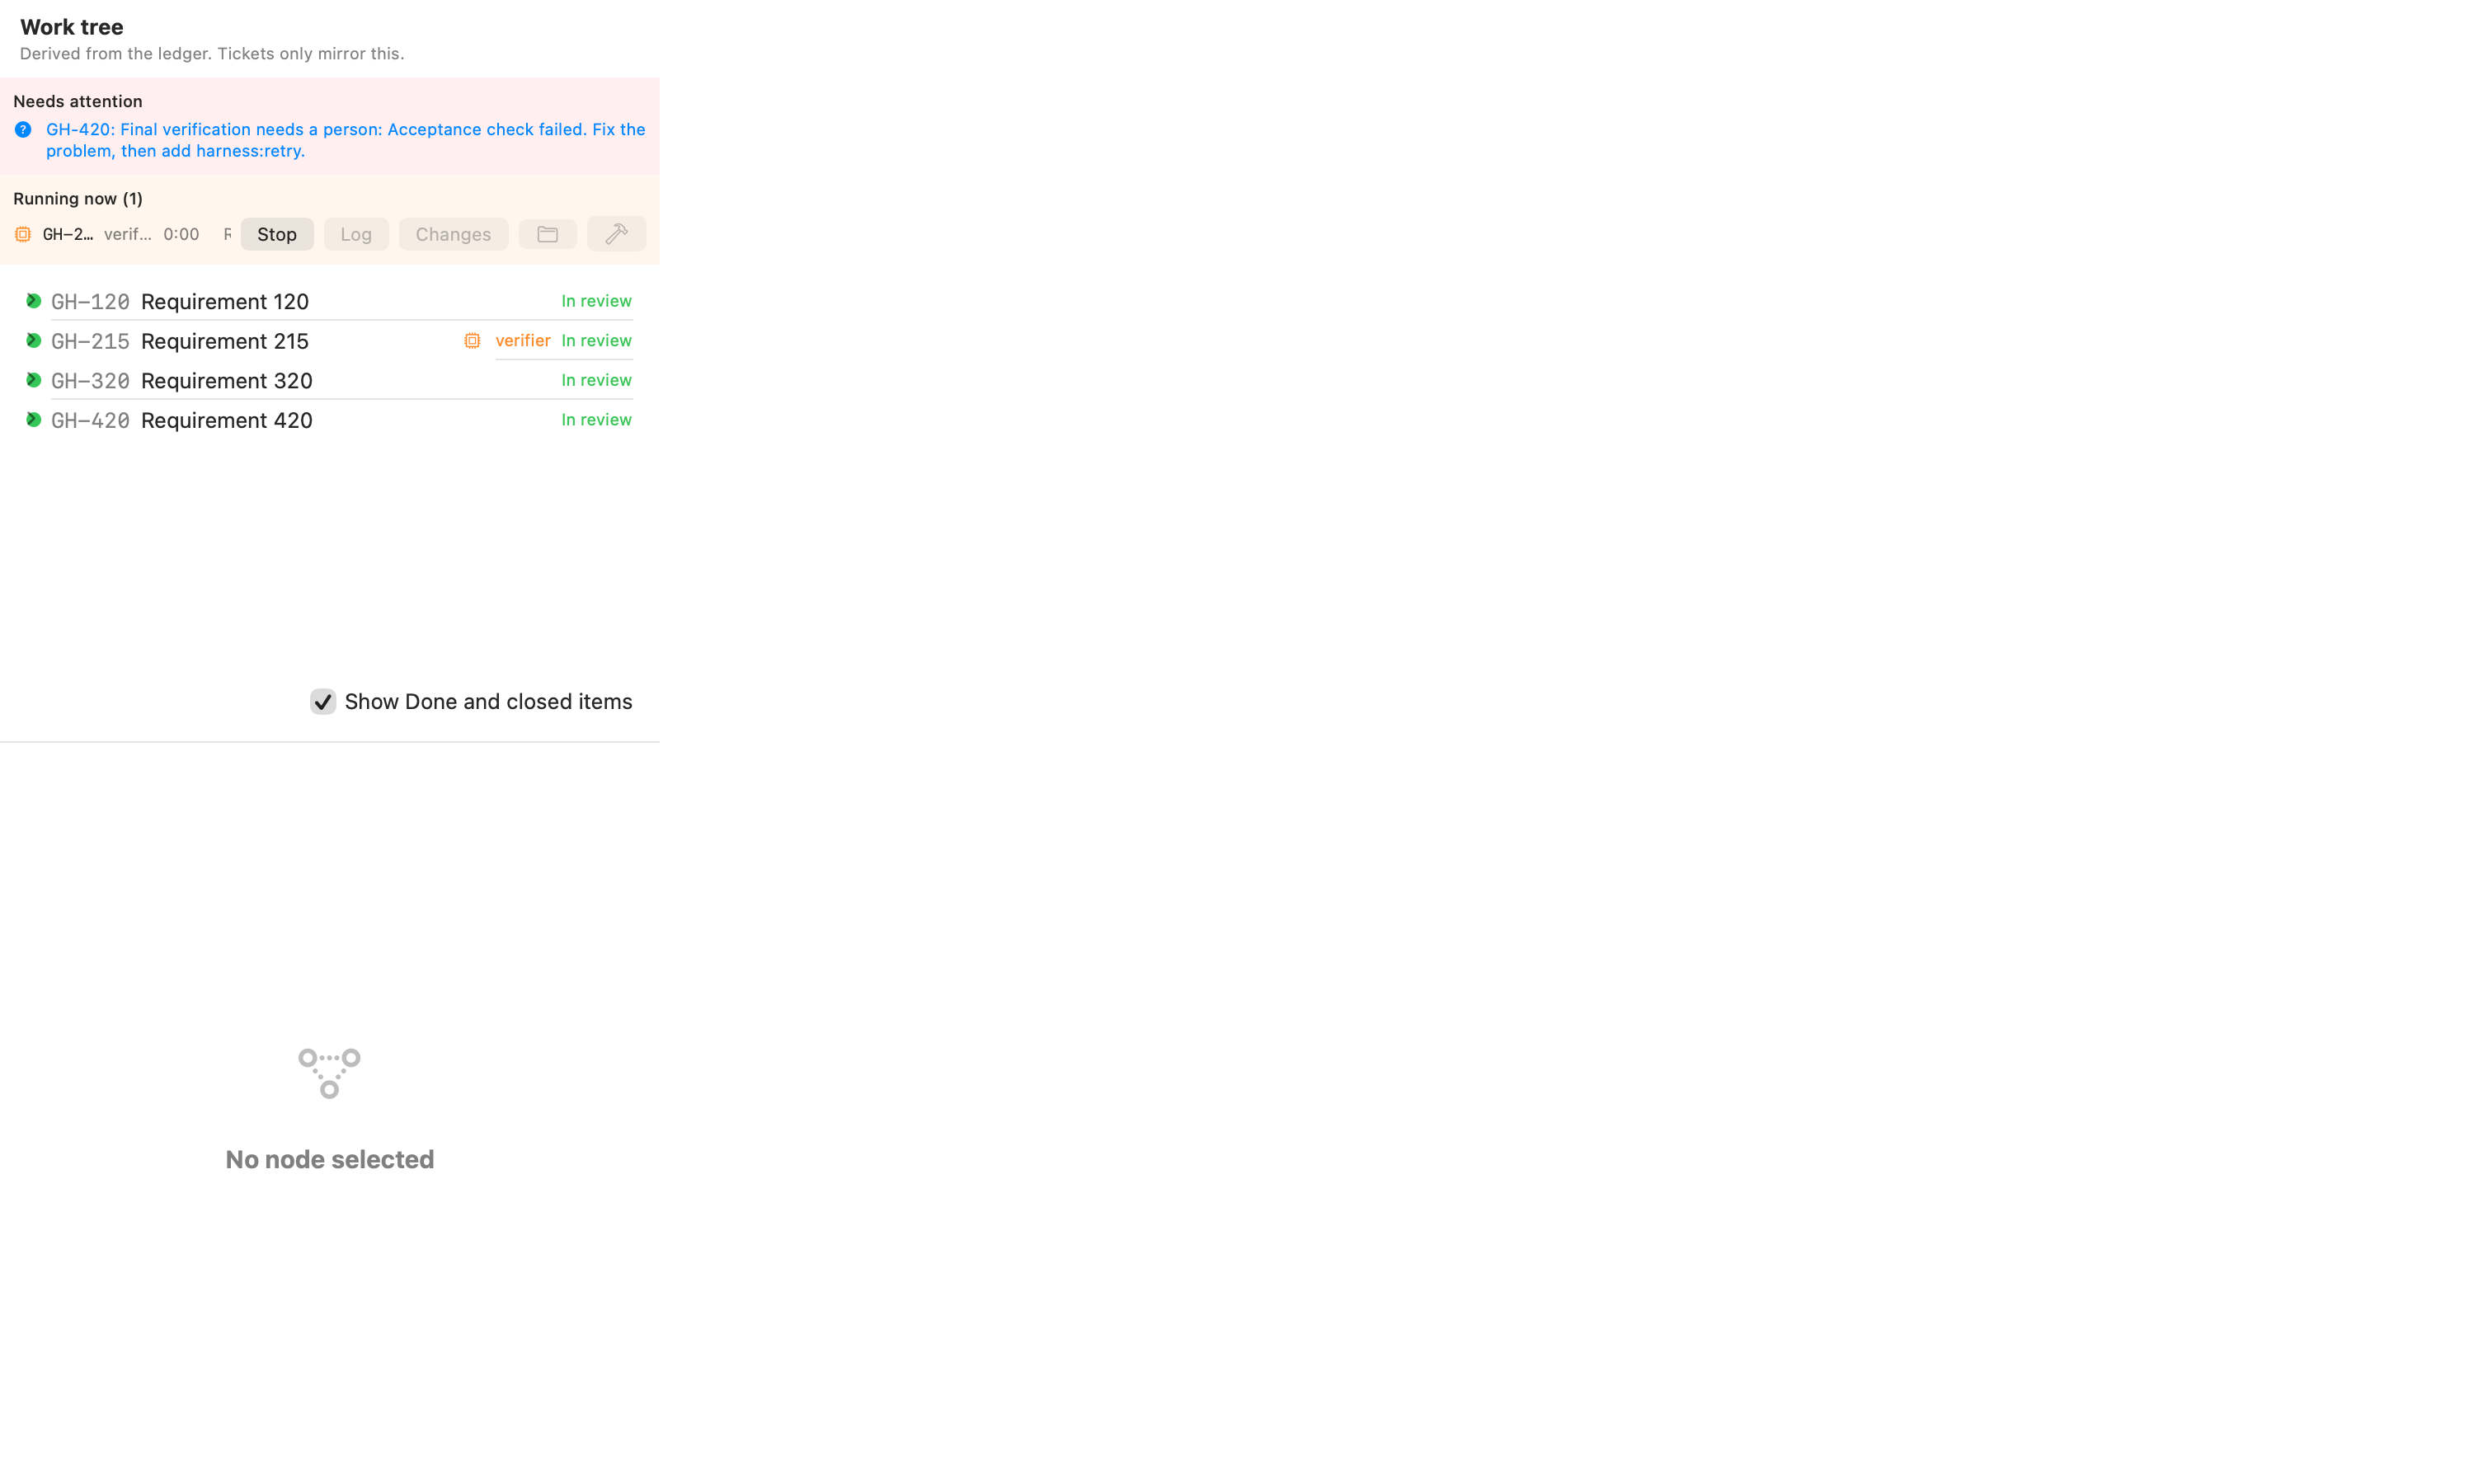 Work tree
Derived from the ledger. Tickets only mirror this.
Needs attention
GH-420: Final verification needs a person: Acceptance check failed. Fix the
problem, then add harness:retry.
Running now (1)
GH-2… verif… 0:00 R Stop Log Changes
GH-120 Requirement 120 In review
GH-215 Requirement 215 verifier In review
GH-320 Requirement 320 In review
GH-420 Requirement 420 In review
Show Done and closed items
No node selected